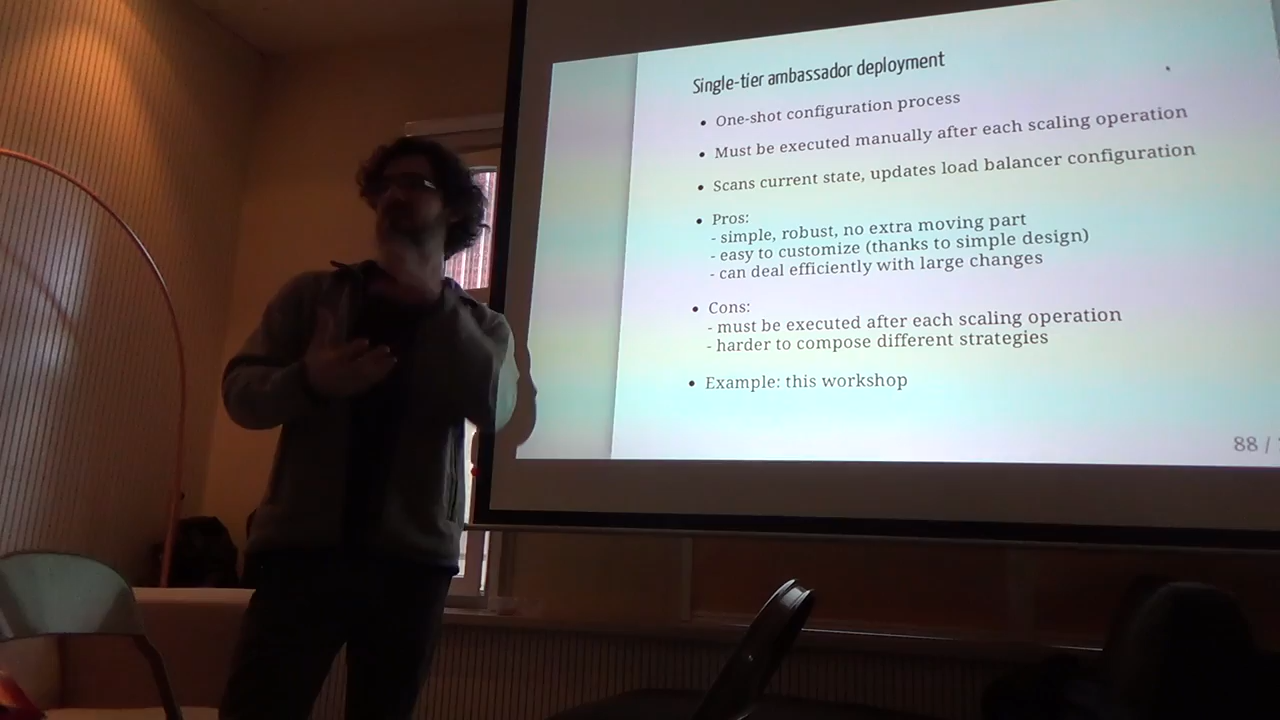 Single-tier ambassador deployment
• One-shot configuration process
• Must be executed manually after each scaling operation
• Scans current state, updates load balancer configuration
• Pros:
- simple, robust, no extra moving part
- easy to customize (thanks to simple design)
- can deal efficiently with large changes
• Cons:
- must be executed after each scaling operation
- harder to compose different strategies
• Example: this workshop
88 /